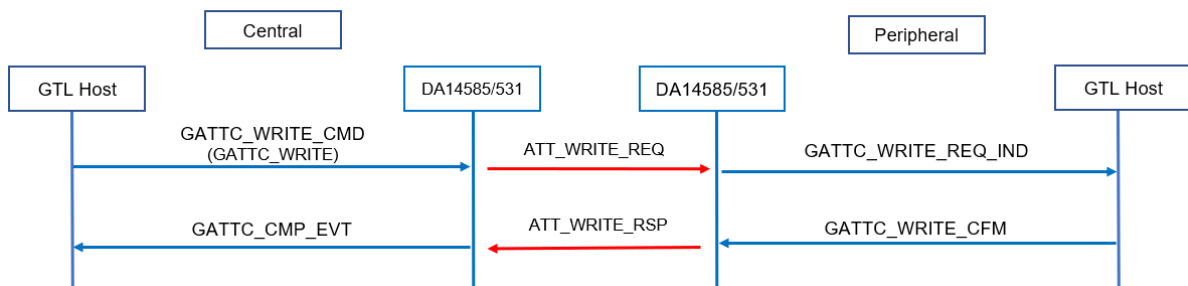 Central
Peripheral
GTL Host
DA14585/531
DA14585/531
GTL Host
GATTC_WRITE_CMD
(GATTC_WRITE)
ATT_WRITE_REQ
GATTC_WRITE_REQ_IND
GATTC_CMP_EVT
ATT_WRITE_RSP
GATTC_WRITE_CFM